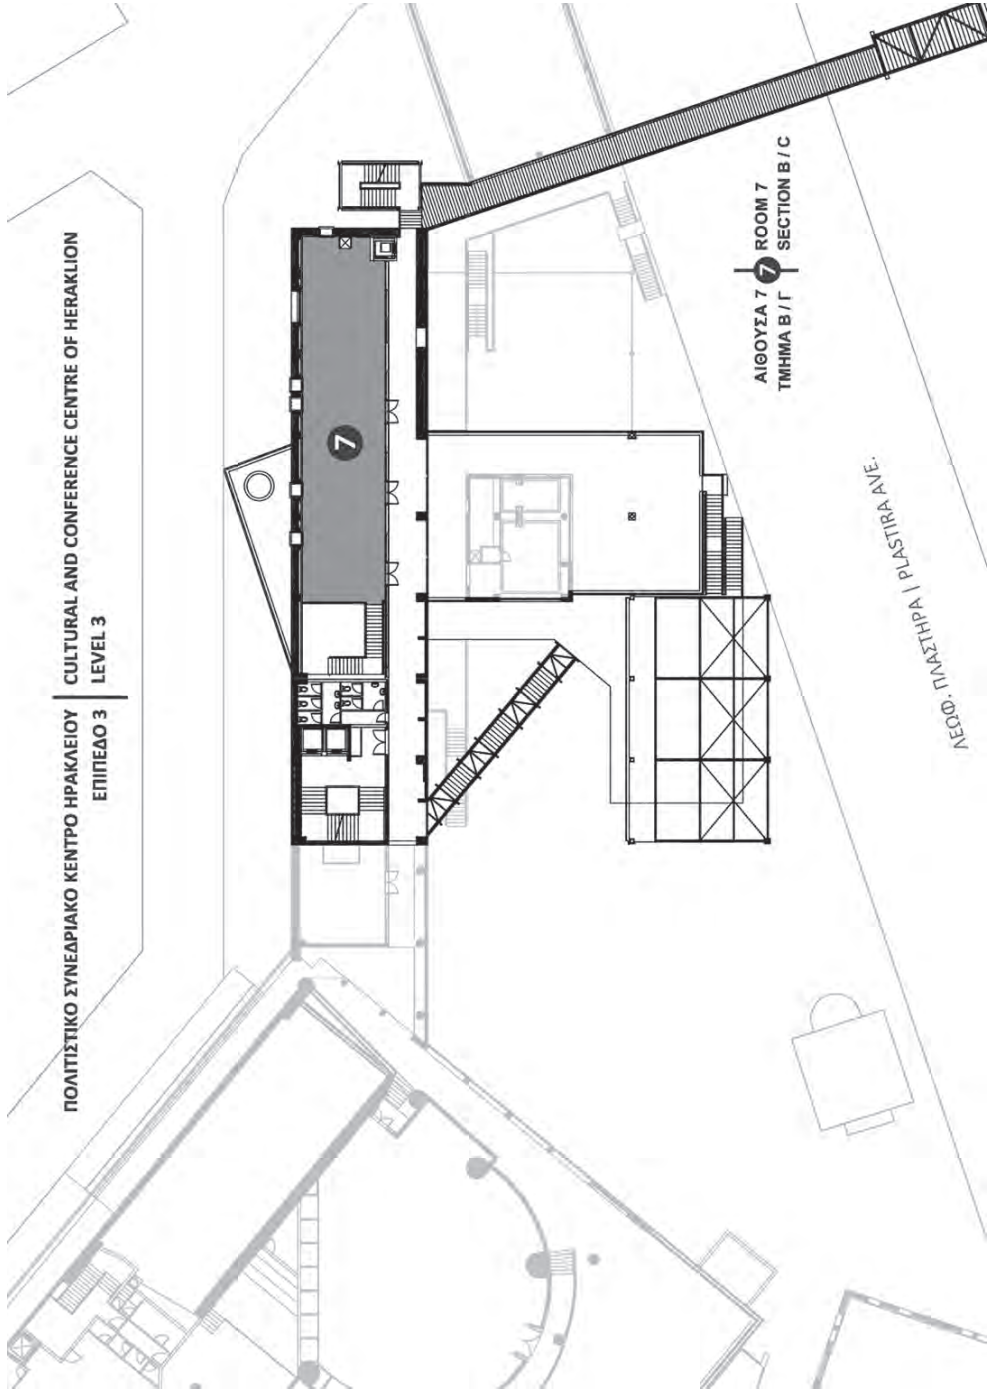 ΠΟΛΙΤΙΣΤΙΚΟ ΣΥΝΕΔΡΙΑΚΟ ΚΕΝΤΡΟ ΗΡΑΚΛΕΙΟΥ
ΕΠΙΠΕΔΟ 3
CULTURAL AND CONFERENCE CENTRE OF HERAKLION
LEVEL 3
7
ΑΙΘΟΥΣΑ 7
ΤΜΗΜΑ Β / Γ
7
ROOM 7
SECTION B / C
ΛΕΩΦ. ΠΛΑΣΤΗΡΑ | PLASTIRA AVE.